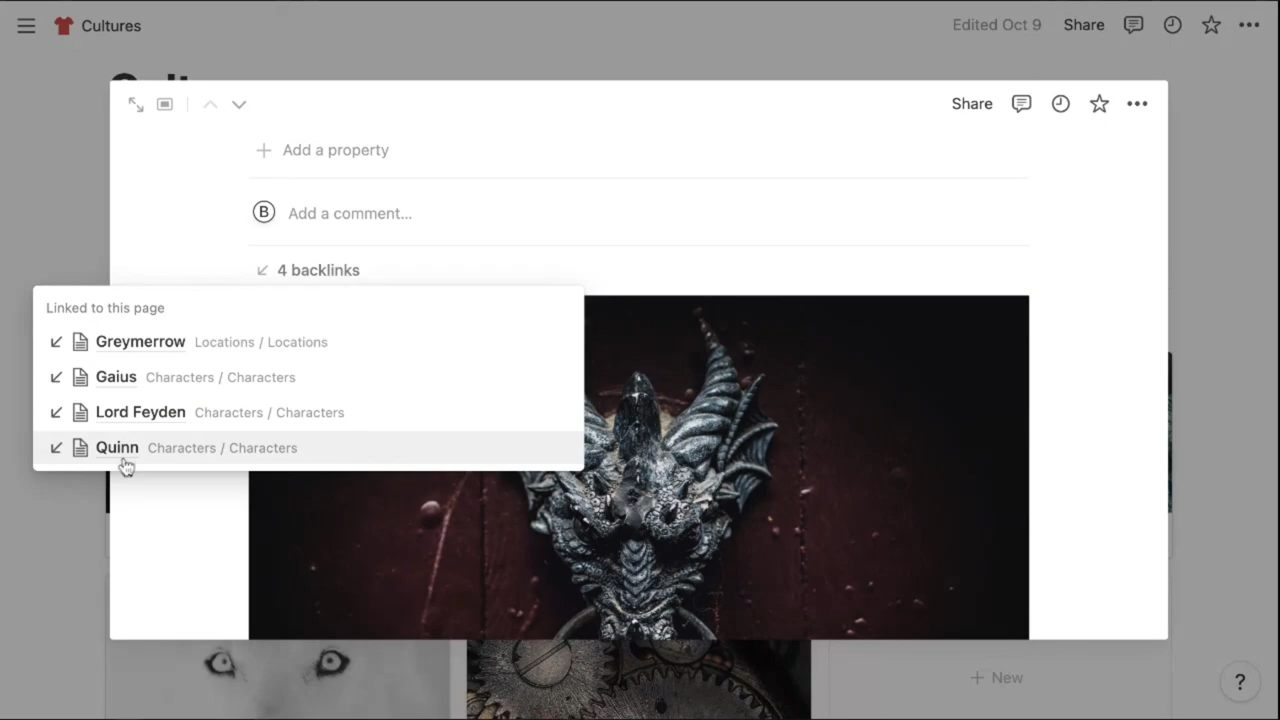 Cultures
Edited Oct 9 Share
Share
Add a property
B Add a comment...
4 backlinks
Linked to this page
Greymerrow Locations / Locations
Gaius Characters / Characters
Lord Feyden Characters / Characters
Quinn Characters / Characters
New
?